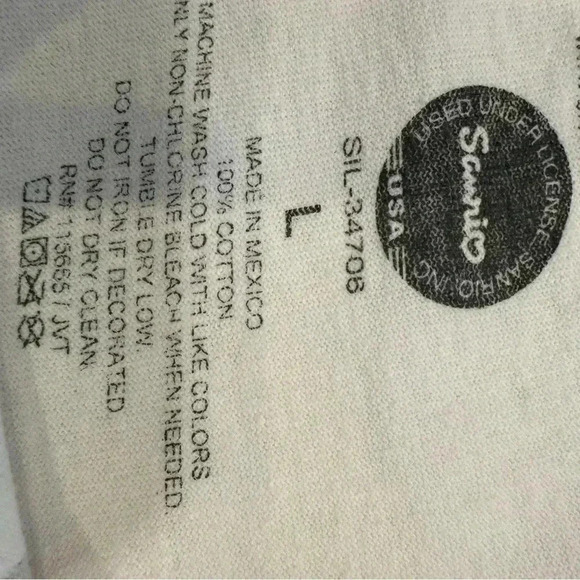 USED UNDER LICENSE/SANRIO, INC.
Sanrio
USA
SIL-34706
L
MADE IN MEXICO
100% COTTON.
MACHINE WASH COLD WITH LIKE COLORS
ONLY NON-CHLORINE BLEACH WHEN NEEDED.
TUMBLE DRY LOW.
DO NOT IRON IF DECORATED
DO NOT DRY CLEAN.
RN# 115685 / JVT